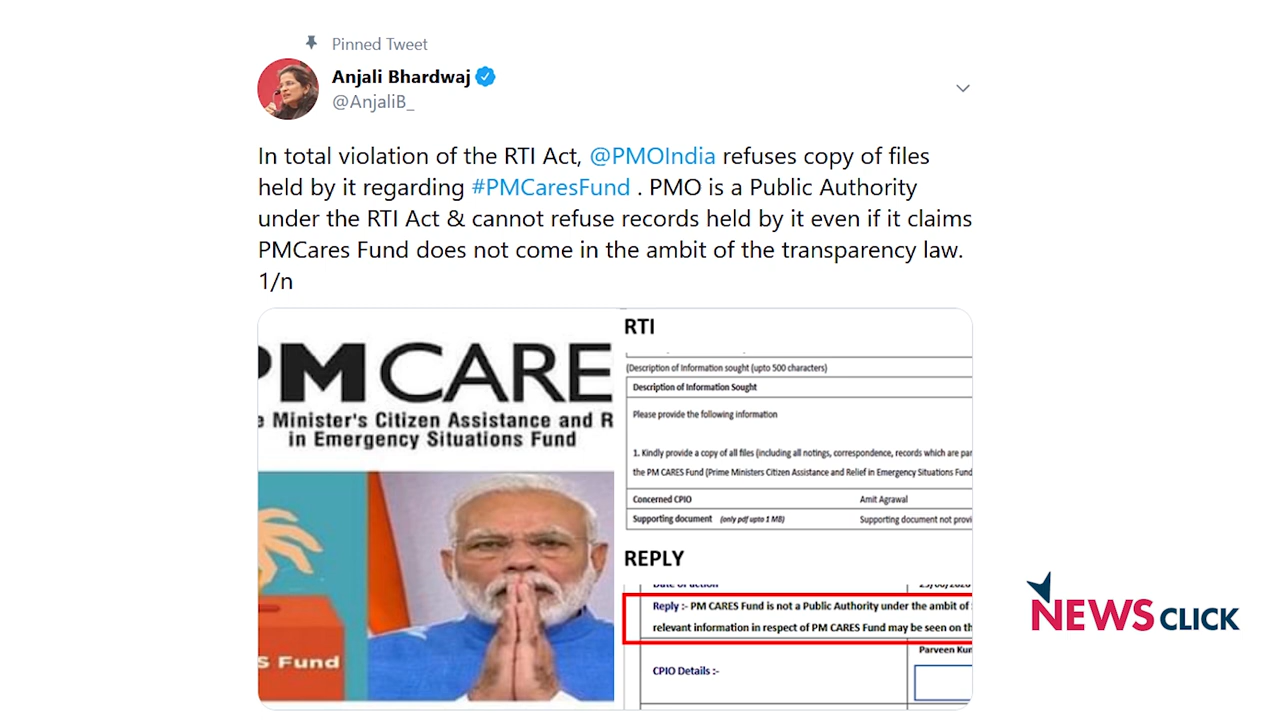 Pinned Tweet
Anjali Bhardwaj
@AnjaliB_
In total violation of the RTI Act, @PMOIndia refuses copy of files
held by it regarding #PMCaresFund . PMO is a Public Authority
under the RTI Act & cannot refuse records held by it even if it claims
PMCares Fund does not come in the ambit of the transparency law.
1/n
PM CARE
e Minister's Citizen Assistance and R
in Emergency Situations Fund
S Fund
RTI
(Description of Information sought (upto 500 characters)
Description of Information Sought
Please provide the following information
1. Kindly provide a copy of all files (including all notings, correspondence, records which are par
the PM CARES Fund (Prime Ministers Citizen Assistance and Relief in Emergency Situations Fund
Concerned CPIO Amit Agrawal
Supporting document (only pdf upto 1 MB) Supporting document not provi
REPLY
Date of action
Reply :- PM CARES Fund is not a Public Authority under the ambit of
relevant information in respect of PM CARES Fund may be seen on th
Parveen Kum
CPIO Details :-
NEWSCLICK